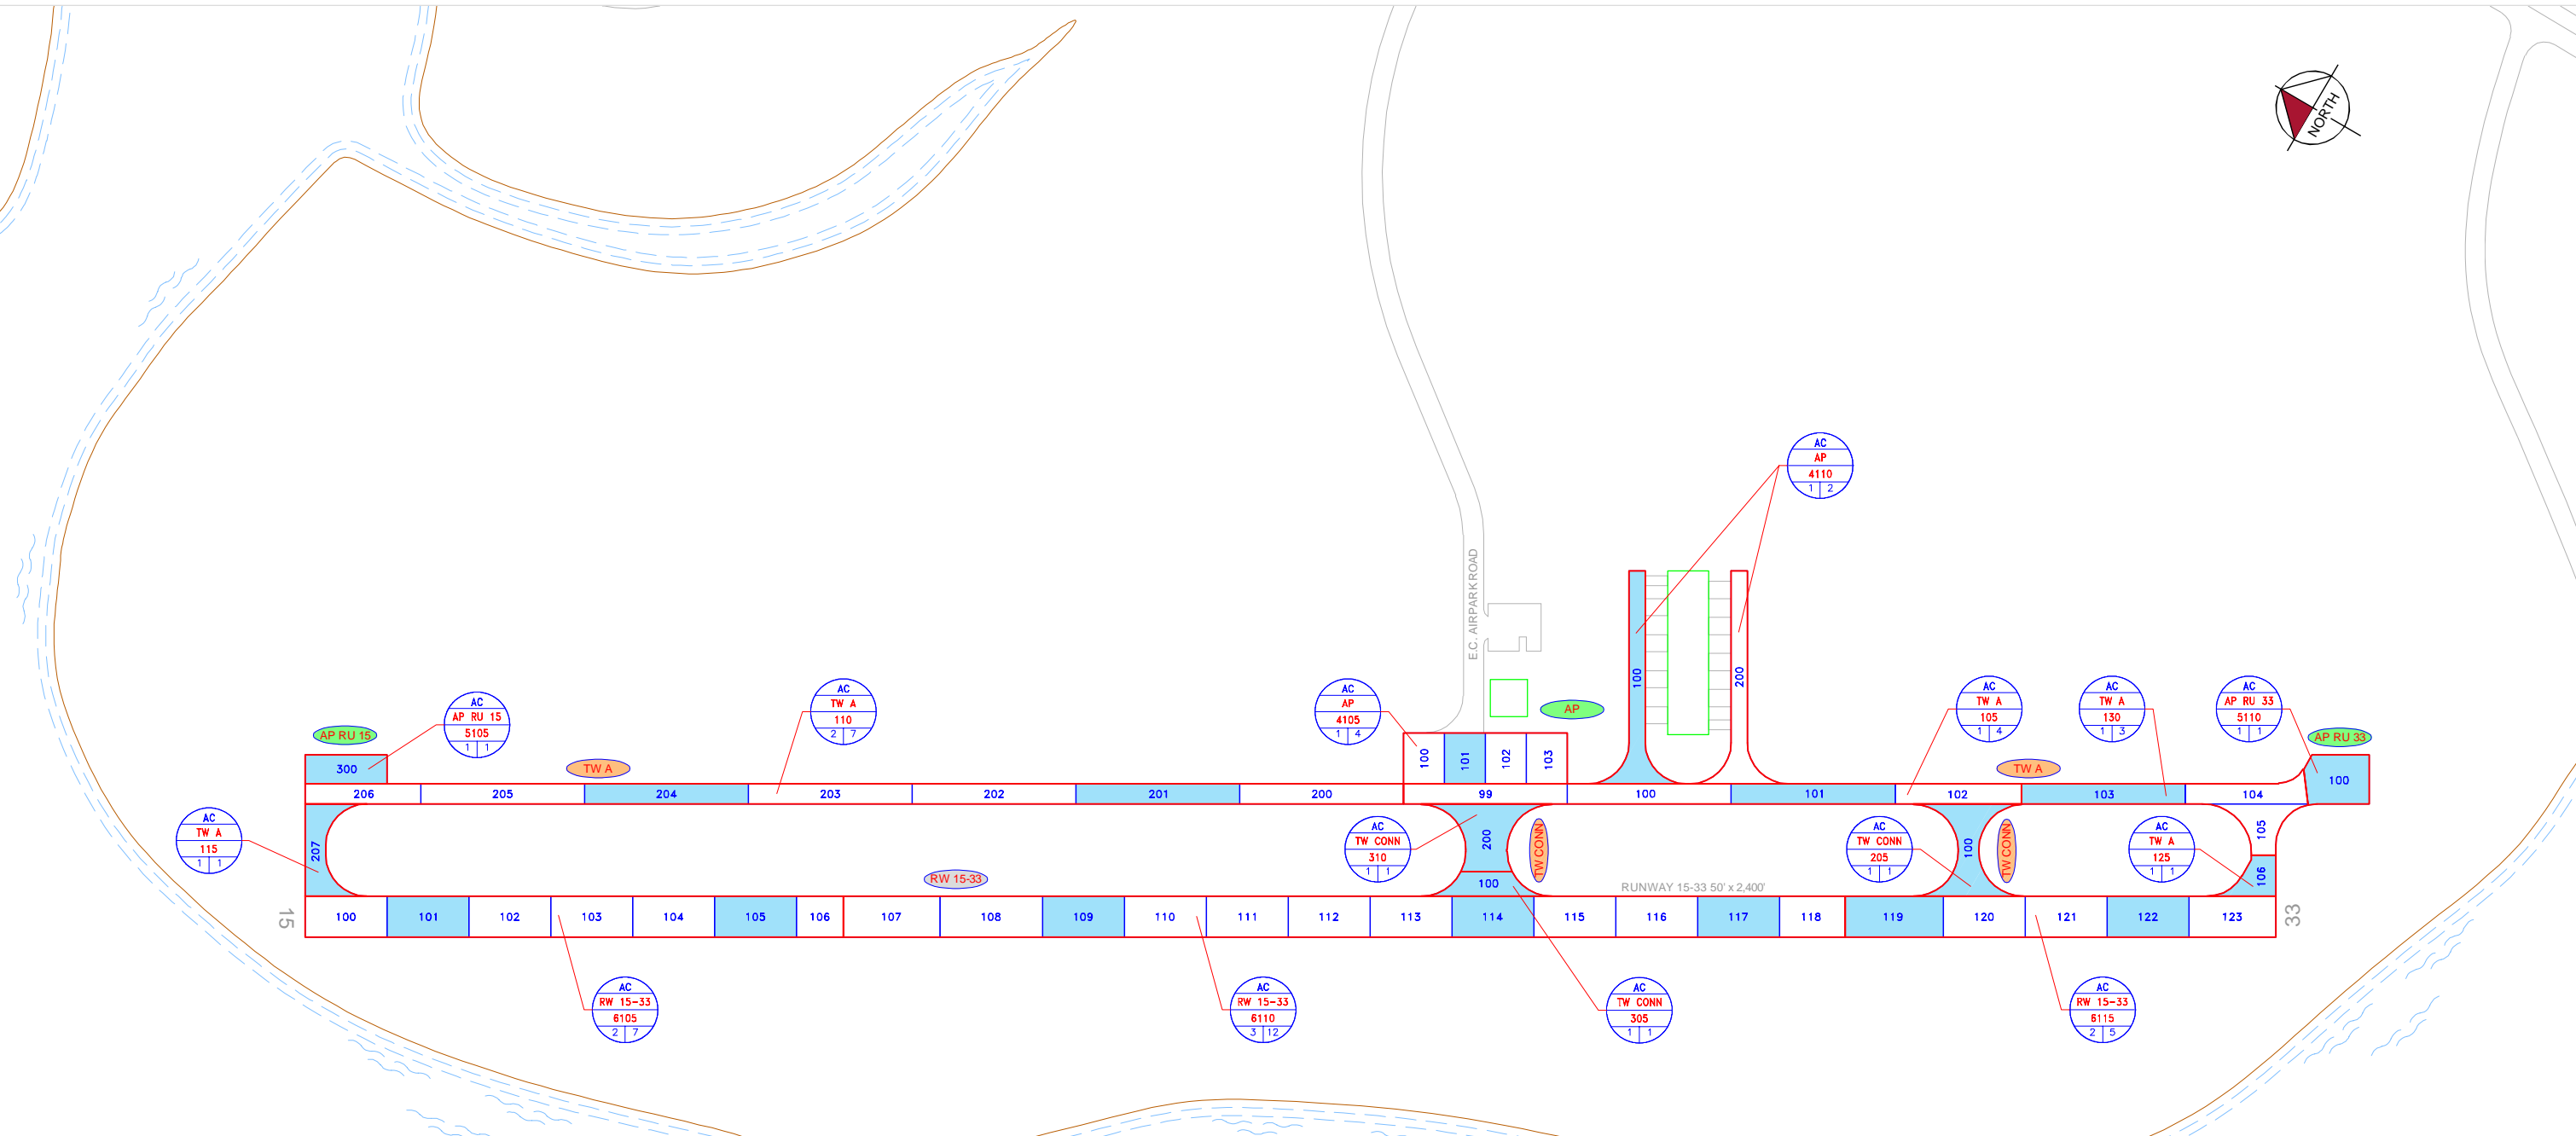 NORTH
AC
AP
4110
1 2
E.C. AIRPARK ROAD
100
200
AP
AC
AP RU 15
5105
1 1
AP RU 15
AC
TW A
110
2 7
AC
AP
4105
1 4
AC
TW A
105
1 4
AC
TW A
130
1 3
AC
AP RU 33
5110
1 1
AP RU 33
300
TW A
100
101
102
103
TW A
100
206 205 204 203 202 201 200 99 100 101 102 103 104
AC
TW A
115
1 1
207
AC
TW CONN
310
1 1
200
TW CONN
AC
TW CONN
205
1 1
100
TW CONN
AC
TW A
125
1 1
105
106
RW 15-33
100
RUNWAY 15-33 50' x 2,400'
15
100 101 102 103 104 105 106 107 108 109 110 111 112 113 114 115 116 117 118 119 120 121 122 123
33
AC
RW 15-33
6105
2 7
AC
RW 15-33
6110
3 12
AC
TW CONN
305
1 1
AC
RW 15-33
6115
2 5